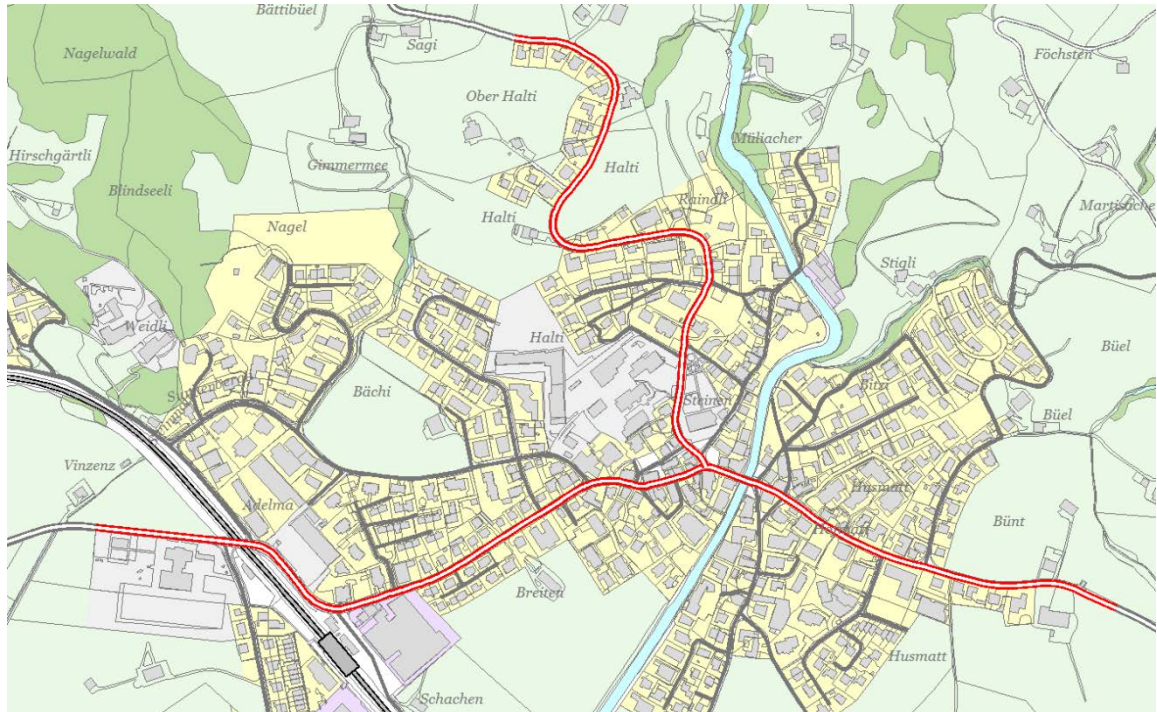 Bättibüel
Nagelwald
Sagi
Föchsten
Ober Halti
Müliacher
Hirschgärtli
Gimmermee
Halti
Blindseeli
Raindli
Halti
Nagel
Stigli
Weidli
Halti
Büel
Bächi
Bitzi
Steinen
Büel
Vinzenz
Husmatt
Adelma
Bünt
Breiten
Husmatt
Schachen